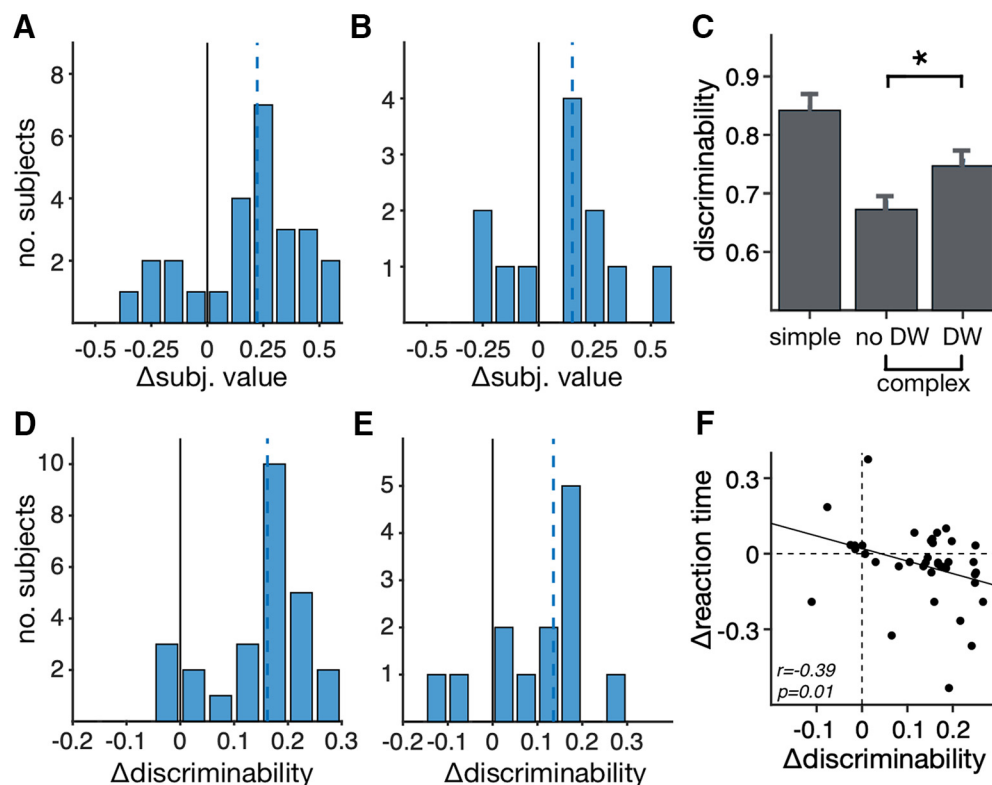 A
8
6
4
2
no. subjects
-0.5 -0.25 0 0.25 0.5
Δsubj. value
B
4
3
2
1
-0.5 -0.25 0 0.25 0.5
Δsubj. value
C
*
0.9
0.8
0.7
0.6
discriminability
simple no DW DW
complex
D
10
8
6
4
2
no. subjects
-0.2 -0.1 0 0.1 0.2 0.3
Δdiscriminability
E
5
4
3
2
1
-0.2 -0.1 0 0.1 0.2 0.3
Δdiscriminability
F
0.3
0
-0.3
Δreaction time
r=-0.39
p=0.01
-0.1 0 0.1 0.2
Δdiscriminability